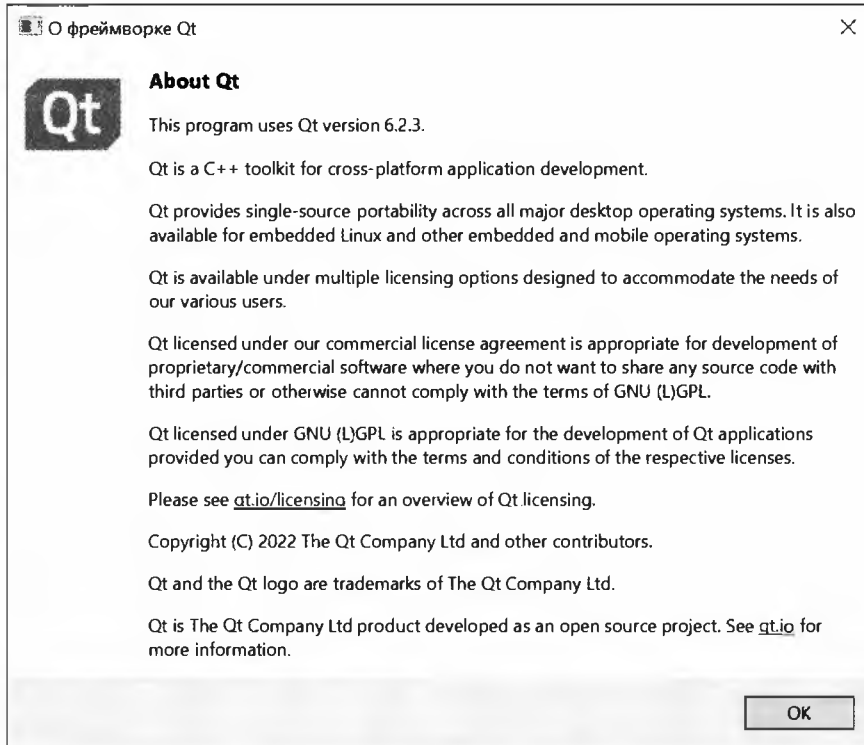 О фреймворке Qt
Qt
About Qt
This program uses Qt version 6.2.3.
Qt is a C++ toolkit for cross-platform application development.
Qt provides single-source portability across all major desktop operating systems. It is also
available for embedded Linux and other embedded and mobile operating systems.
Qt is available under multiple licensing options designed to accommodate the needs of
our various users.
Qt licensed under our commercial license agreement is appropriate for development of
proprietary/commercial software where you do not want to share any source code with
third parties or otherwise cannot comply with the terms of GNU (L)GPL.
Qt licensed under GNU (L)GPL is appropriate for the development of Qt applications
provided you can comply with the terms and conditions of the respective licenses.
Please see qt.io/licensing for an overview of Qt licensing.
Copyright (C) 2022 The Qt Company Ltd and other contributors.
Qt and the Qt logo are trademarks of The Qt Company Ltd.
Qt is The Qt Company Ltd product developed as an open source project. See qt.io for
more information.
OK